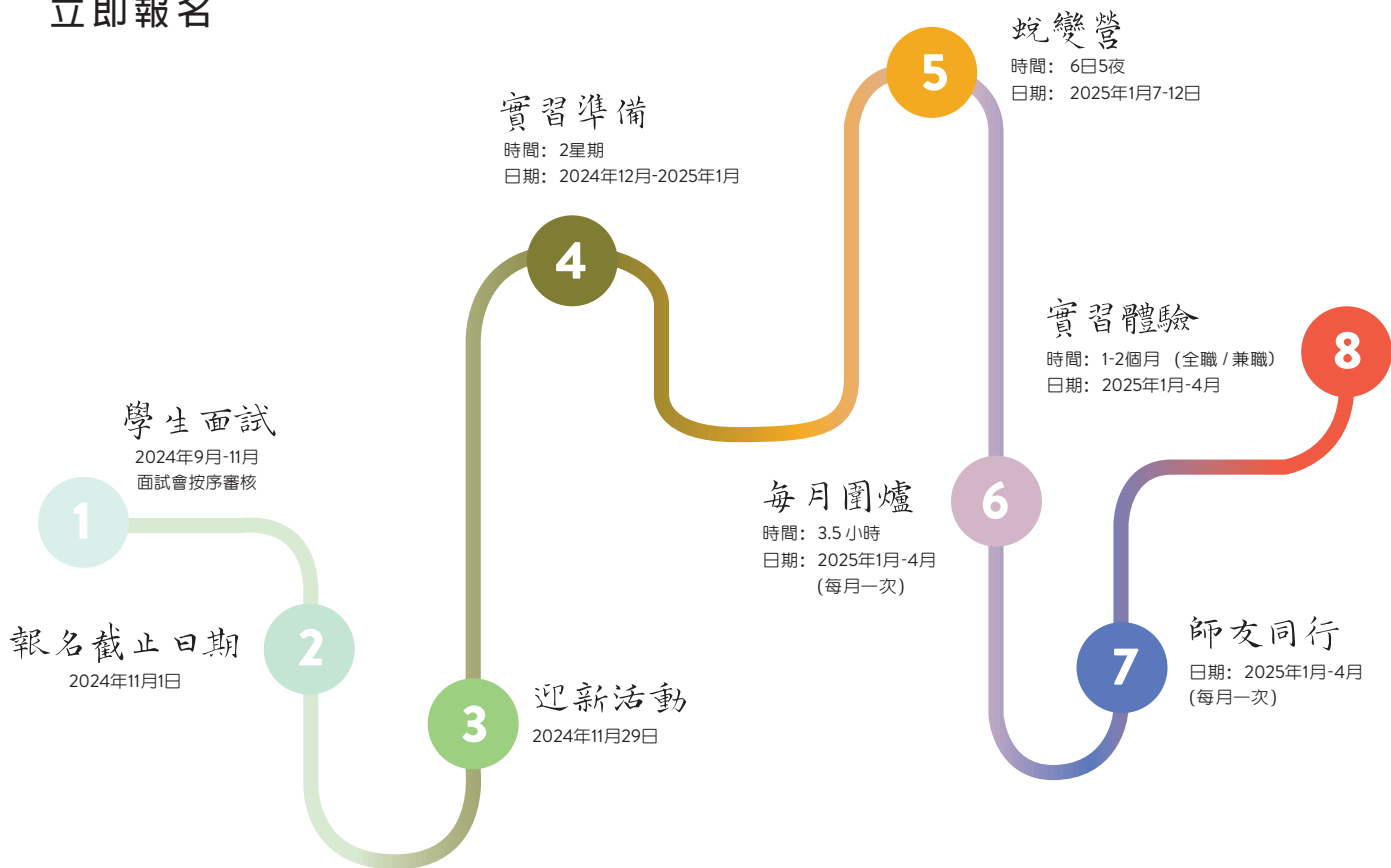 立即報名
1
學生面試
2024年9月-11月
面試會按序審核
2
報名截止日期
2024年11月1日
3
迎新活動
2024年11月29日
4
實習準備
時間：2星期
日期：2024年12月-2025年1月
5
蛻變營
時間：6日5夜
日期：2025年1月7-12日
6
每月圍爐
時間：3.5 小時
日期：2025年1月-4月
(每月一次)
7
師友同行
日期：2025年1月-4月
(每月一次)
8
實習體驗
時間：1-2個月 (全職 / 兼職)
日期：2025年1月-4月